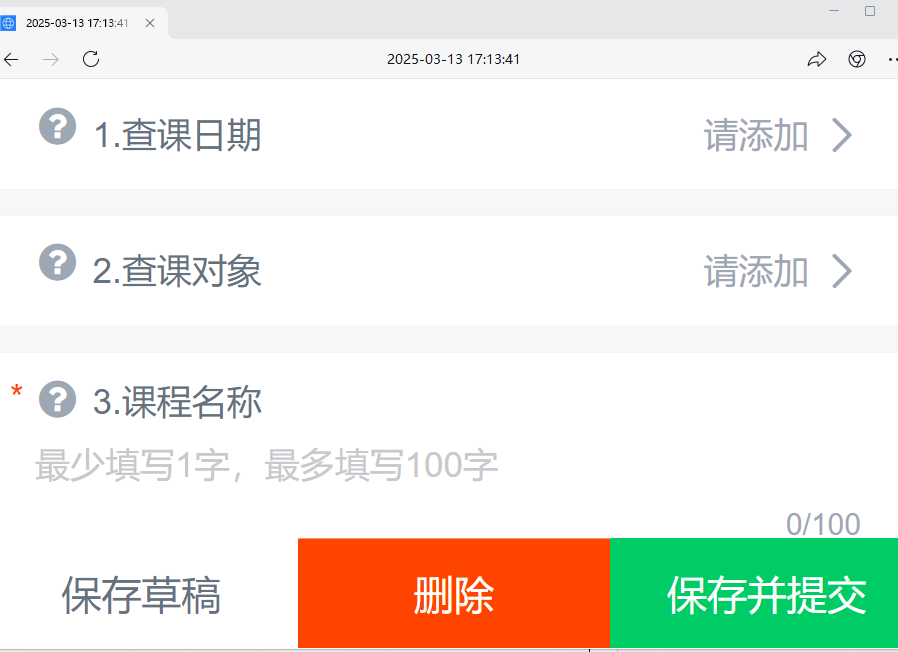 2025-03-13 17:13:41
2025-03-13 17:13:41
1.查课日期 请添加
2.查课对象 请添加
* 3.课程名称
最少填写1字，最多填写100字
0/100
保存草稿 删除 保存并提交